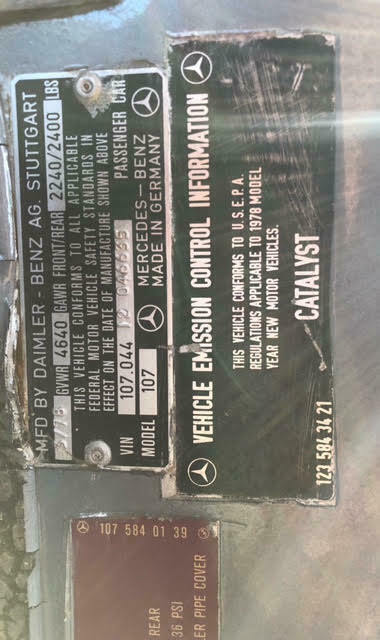 MFD BY DAIMLER - BENZ AG. STUTTGART
GVWR 4640 GAWR FRONT/REAR 2240/2400 LBS
THIS VEHICLE CONFORMS TO ALL APPLICABLE
FEDERAL MOTOR VEHICLE SAFETY STANDARDS IN
EFFECT ON THE DATE OF MANUFACTURE SHOWN ABOVE
PASSENGER CAR
VIN 107.044 12
MODEL 107 MERCEDES-BENZ
MADE IN GERMANY
VEHICLE EMISSION CONTROL INFORMATION
THIS VEHICLE CONFORMS TO U.S.E.P.A.
REGULATIONS APPLICABLE TO 1978 MODEL
YEAR NEW MOTOR VEHICLES.
CATALYST
123 584 34 21
107 584 01 39
REAR
36 PSI
ER PIPE COVER